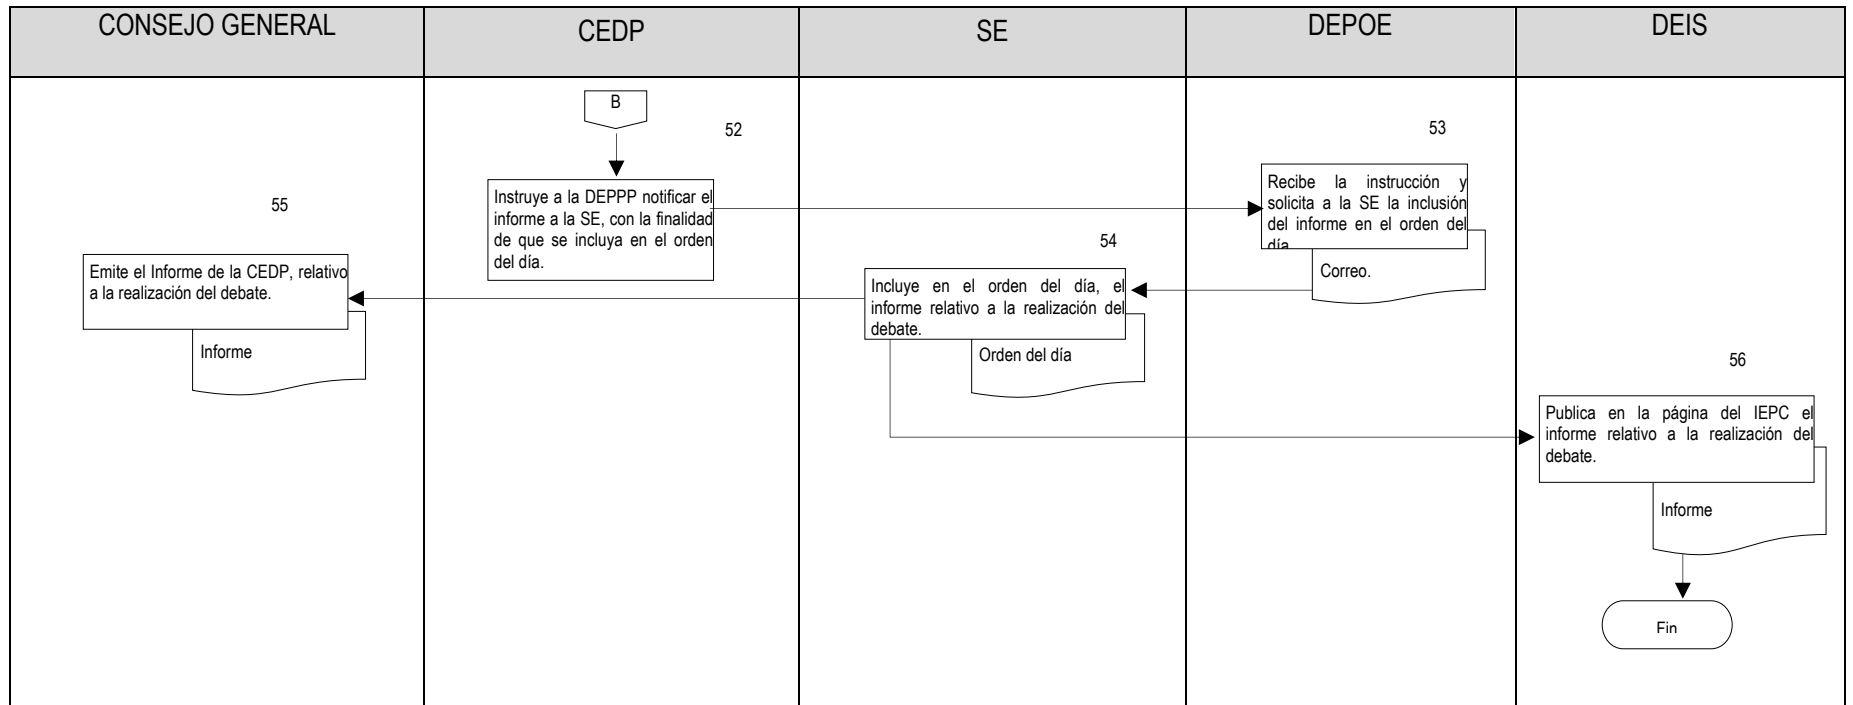 CONSEJO GENERAL
CEDP
SE
DEPOE
DEIS
B
52
Instruye a la DEPPP notificar el
informe a la SE, con la finalidad
de que se incluya en el orden
del día.
53
Recibe la instrucción y
solicita a la SE la inclusión
del informe en el orden del
día
Correo.
54
Incluye en el orden del día, el
informe relativo a la realización del
debate.
Orden del día
55
Emite el Informe de la CEDP, relativo
a la realización del debate.
Informe
56
Publica en la página del IEPC el
informe relativo a la realización del
debate.
Informe
Fin